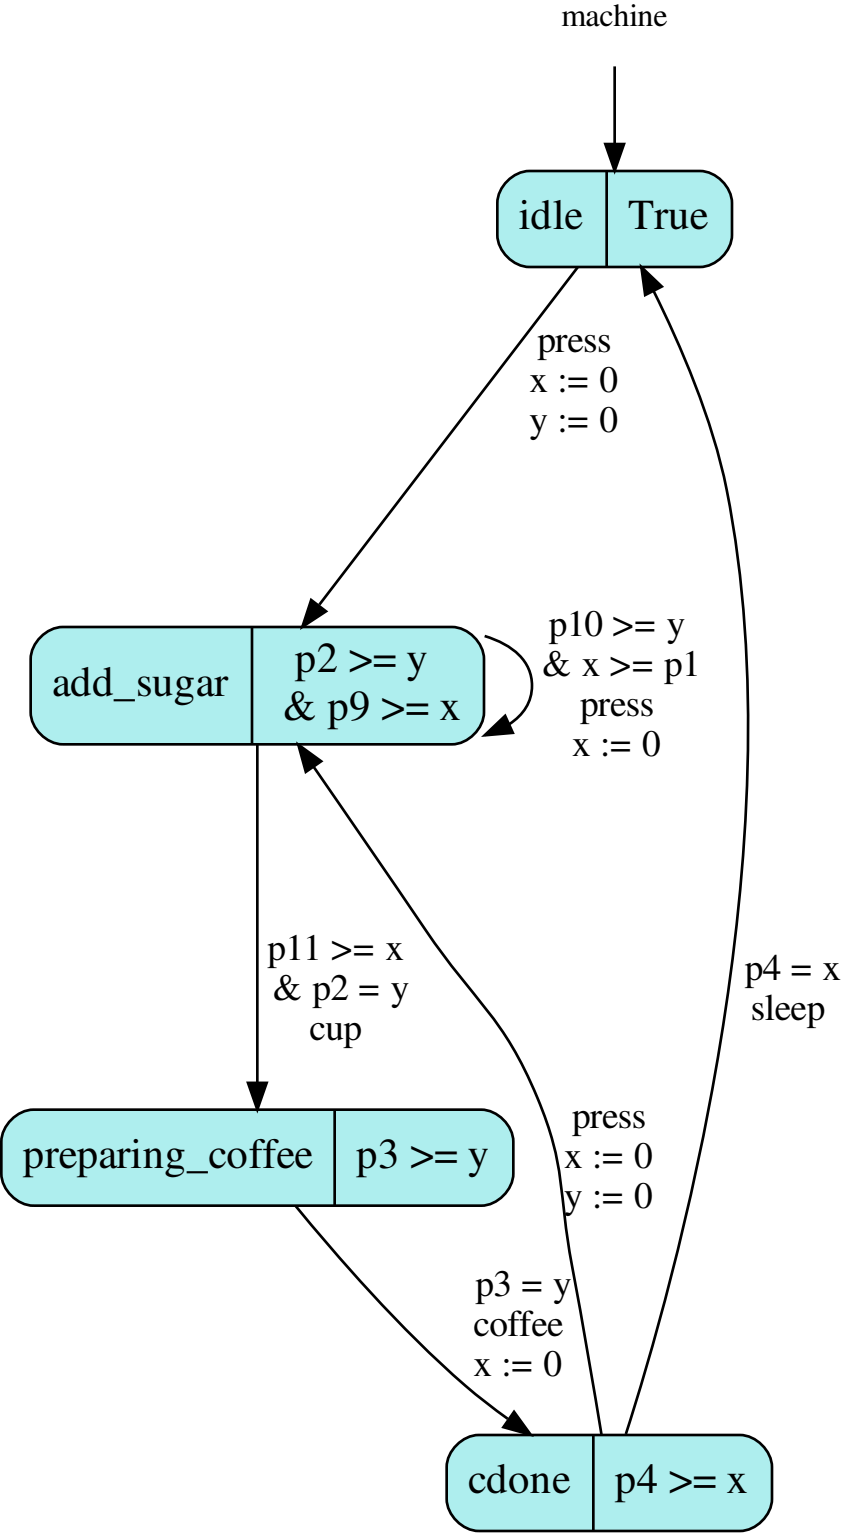 machine
idle
True
press
x := 0
y := 0
add_sugar
p2 >= y
& p9 >= x
p10 >= y
& x >= p1
press
x := 0
p11 >= x
& p2 = y
cup
p4 = x
sleep
press
x := 0
y := 0
preparing_coffee
p3 >= y
p3 = y
coffee
x := 0
cdone
p4 >= x